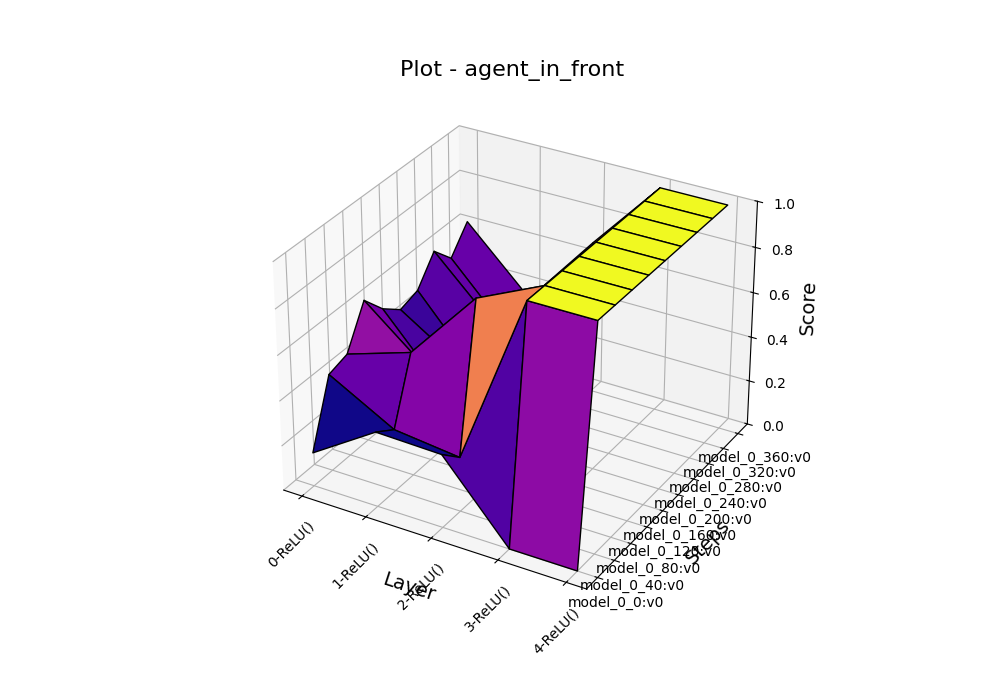 Plot - agent_in_front
1.0
0.8
0.6
0.4
0.2
0.0
Score
model_0_360:v0
model_0_320:v0
model_0_280:v0
model_0_240:v0
model_0_200:v0
model_0_160:v0
model_0_120:v0
model_0_80:v0
model_0_40:v0
model_0_0:v0
Steps
0-ReLU()
1-ReLU()
2-ReLU()
3-ReLU()
4-ReLU()
Layer